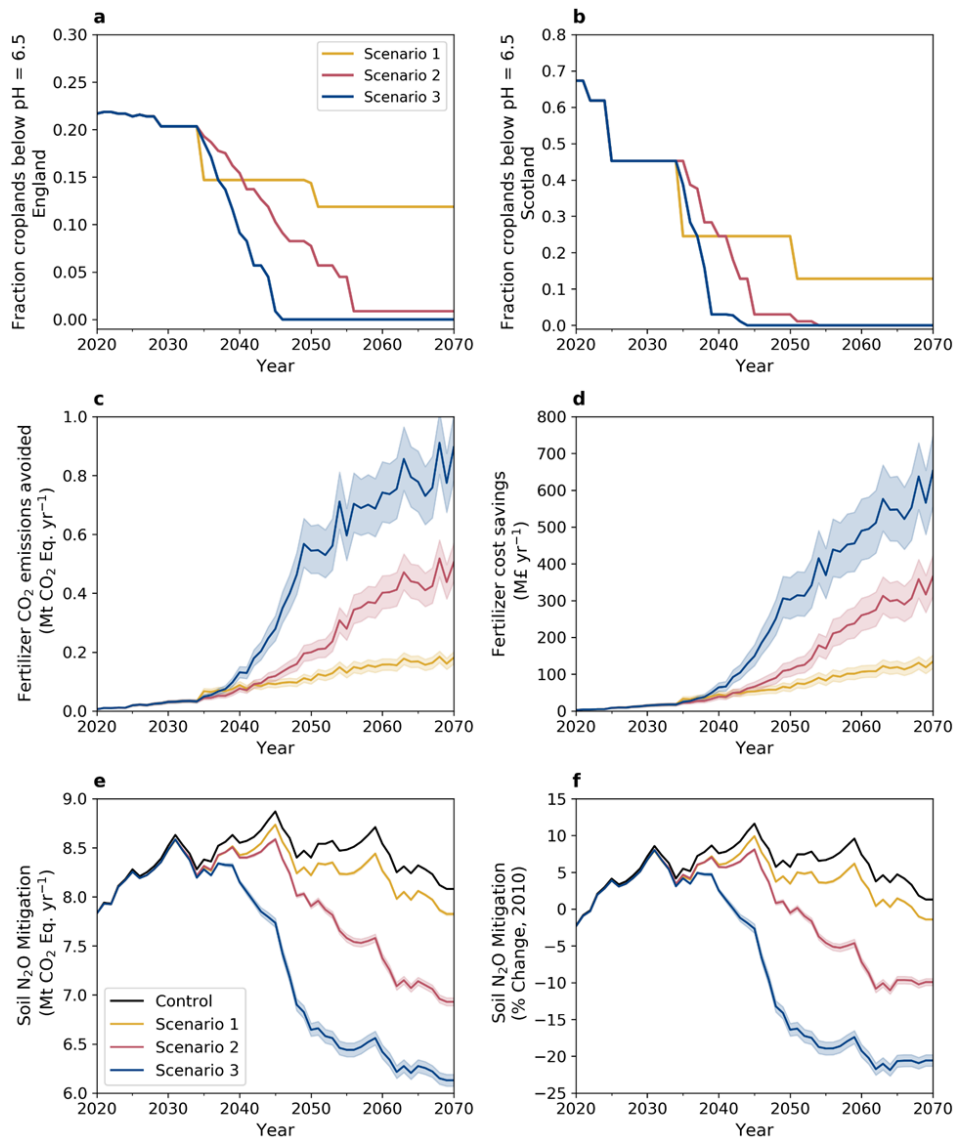 a
Fraction croplands below pH = 6.5
England
0.30
0.25
0.20
0.15
0.10
0.05
0.00
Scenario 1
Scenario 2
Scenario 3
2020 2030 2040 2050 2060 2070
Year
b
Fraction croplands below pH = 6.5
Scotland
0.8
0.7
0.6
0.5
0.4
0.3
0.2
0.1
0.0
2020 2030 2040 2050 2060 2070
Year
c
Fertilizer CO₂ emissions avoided
(Mt CO₂ Eq. yr⁻¹)
1.0
0.8
0.6
0.4
0.2
0.0
2020 2030 2040 2050 2060 2070
Year
d
Fertilizer cost savings
(M£ yr⁻¹)
800
700
600
500
400
300
200
100
0
2020 2030 2040 2050 2060 2070
Year
e
Soil N₂O Mitigation
(Mt CO₂ Eq. yr⁻¹)
9.0
8.5
8.0
7.5
7.0
6.5
6.0
Control
Scenario 1
Scenario 2
Scenario 3
2020 2030 2040 2050 2060 2070
Year
f
Soil N₂O Mitigation
(% Change, 2010)
15
10
5
0
−5
−10
−15
−20
−25
2020 2030 2040 2050 2060 2070
Year